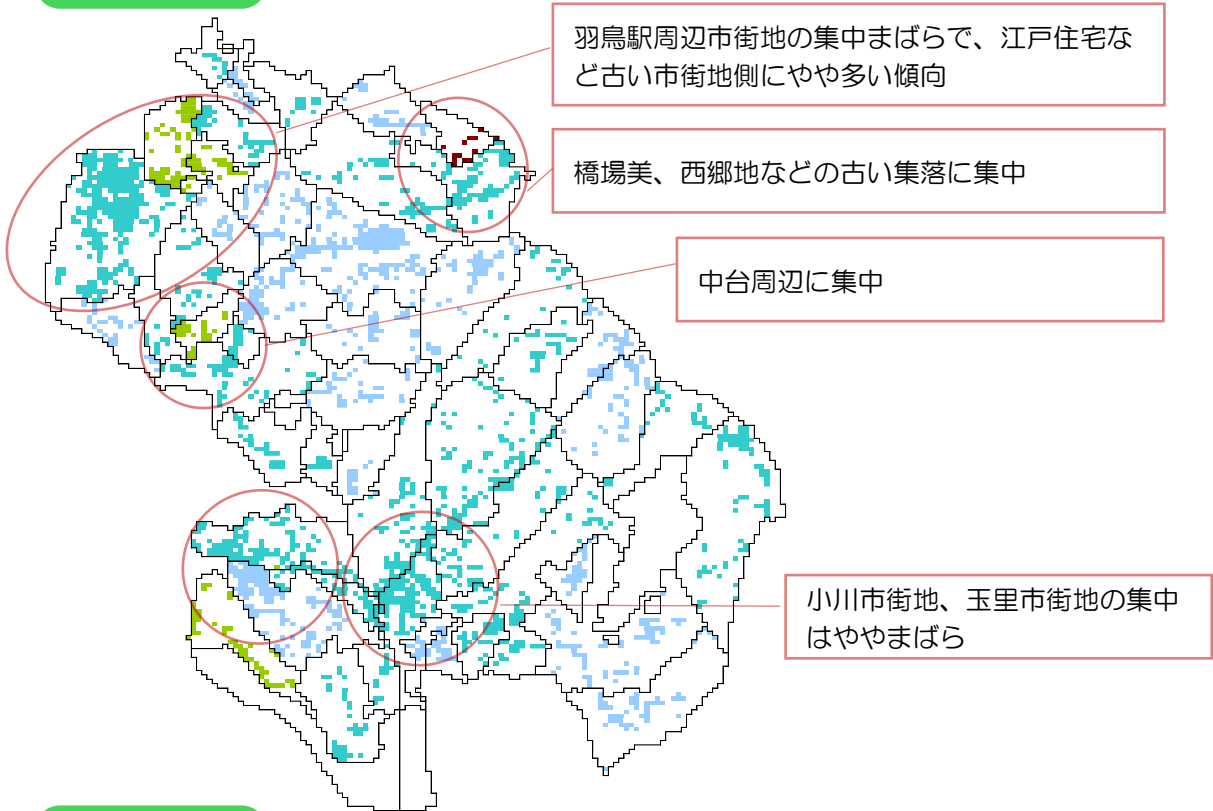 羽鳥駅周辺市街地の集中まばらで、江戸住宅な
ど古い市街地側にやや多い傾向
橋場美、西郷地などの古い集落に集中
中台周辺に集中
小川市街地、玉里市街地の集中
はややまばら